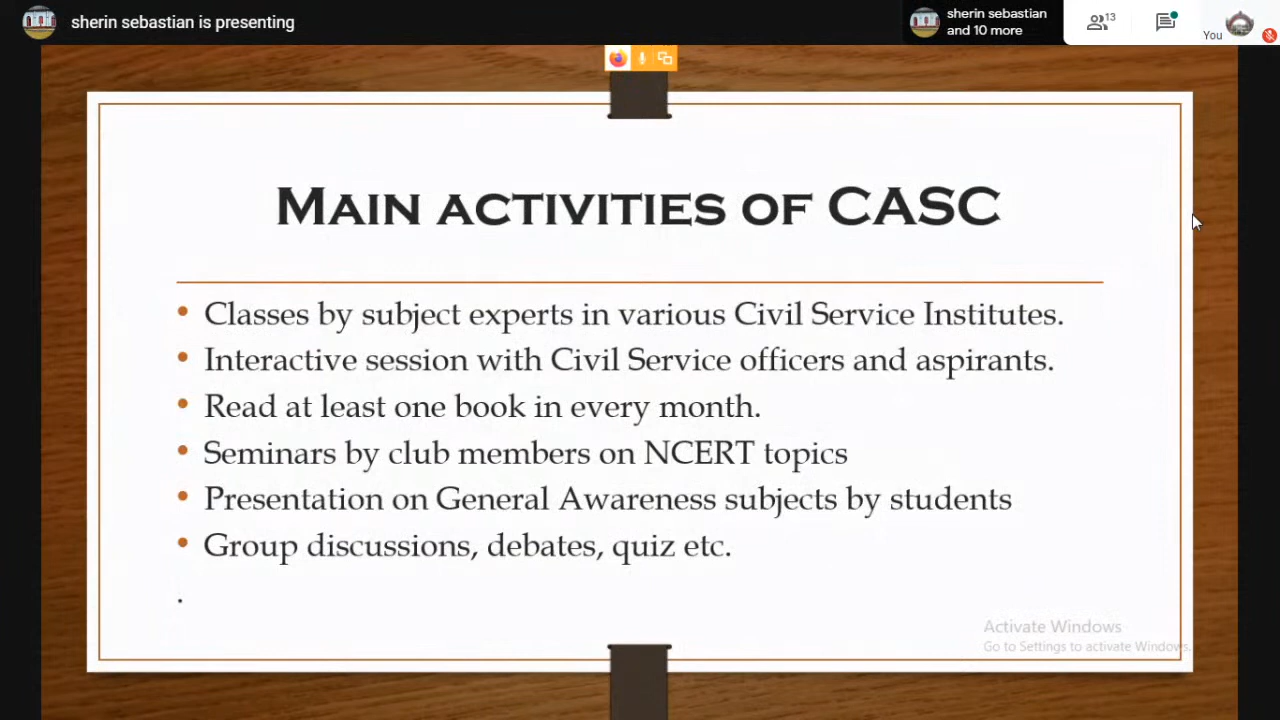 sherin sebastian is presenting
sherin sebastian
and 10 more
13
You
Main activities of CASC
• Classes by subject experts in various Civil Service Institutes.
• Interactive session with Civil Service officers and aspirants.
• Read at least one book in every month.
• Seminars by club members on NCERT topics
• Presentation on General Awareness subjects by students
• Group discussions, debates, quiz etc.
.
Activate Windows
Go to Settings to activate Windows.